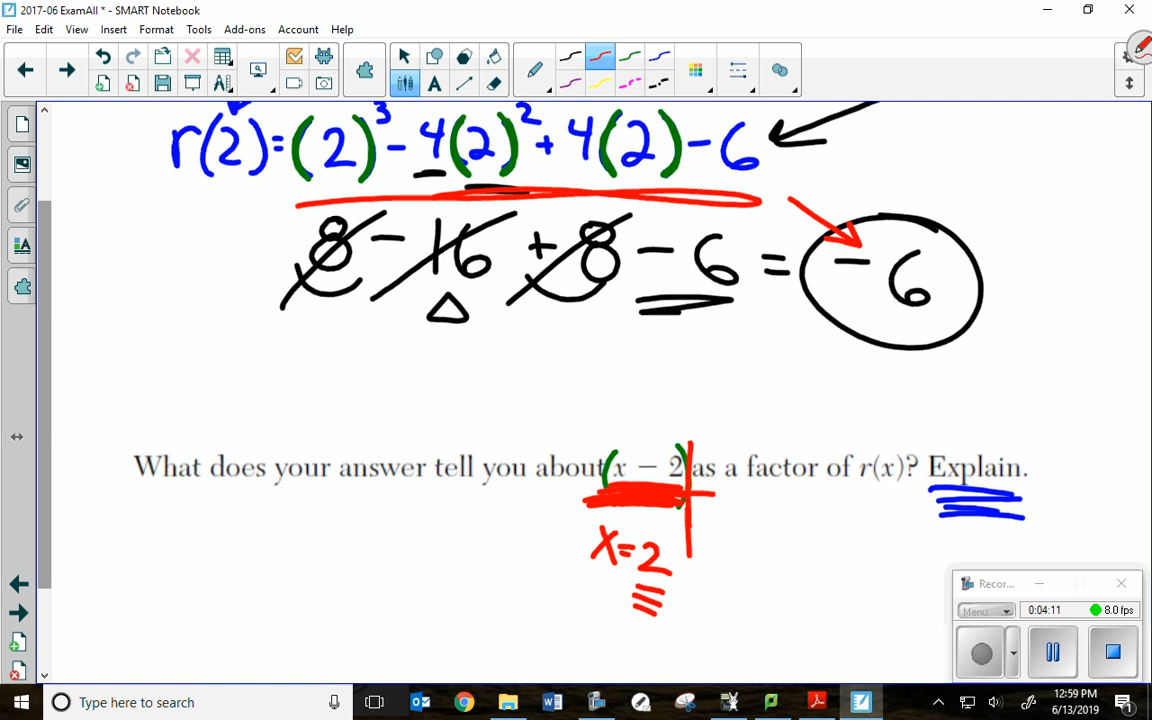 2017-06 ExamAll * - SMART Notebook
File Edit View Insert Format Tools Add-ons Account Help
r(2)=(2)³-4(2)²+4(2)-6
8-16+8-6=-6
What does your answer tell you about (x − 2) as a factor of r(x)? Explain.
x=2
Recor...
Menu 0:04:11 8.0 fps
Type here to search
12:59 PM
6/13/2019
1